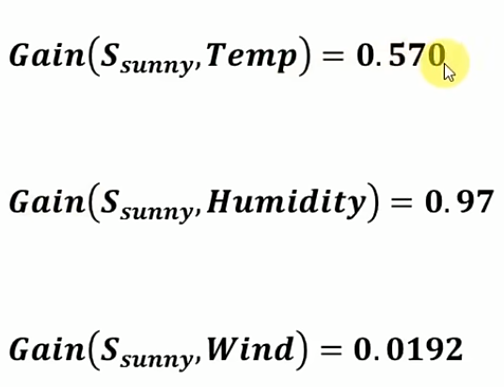 Gain(S_sunny, Temp) = 0.570
Gain(S_sunny, Humidity) = 0.97
Gain(S_sunny, Wind) = 0.0192